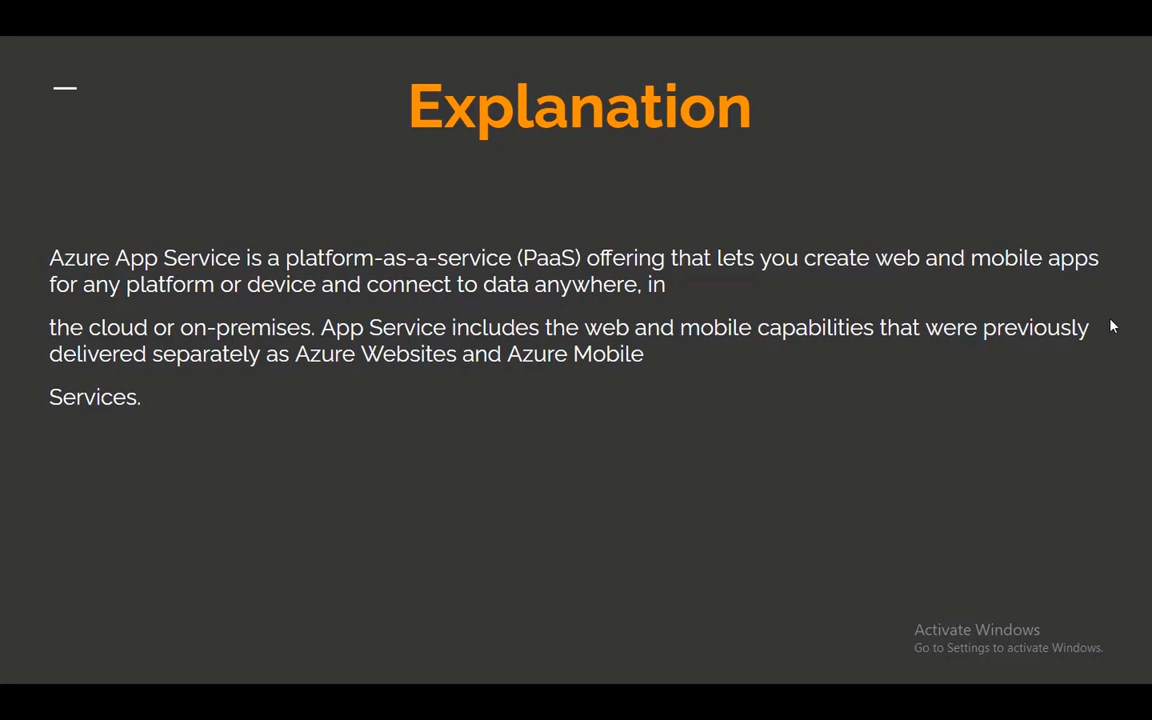 Explanation
Azure App Service is a platform-as-a-service (PaaS) offering that lets you create web and mobile apps
for any platform or device and connect to data anywhere, in
the cloud or on-premises. App Service includes the web and mobile capabilities that were previously
delivered separately as Azure Websites and Azure Mobile
Services.
Activate Windows
Go to Settings to activate Windows.